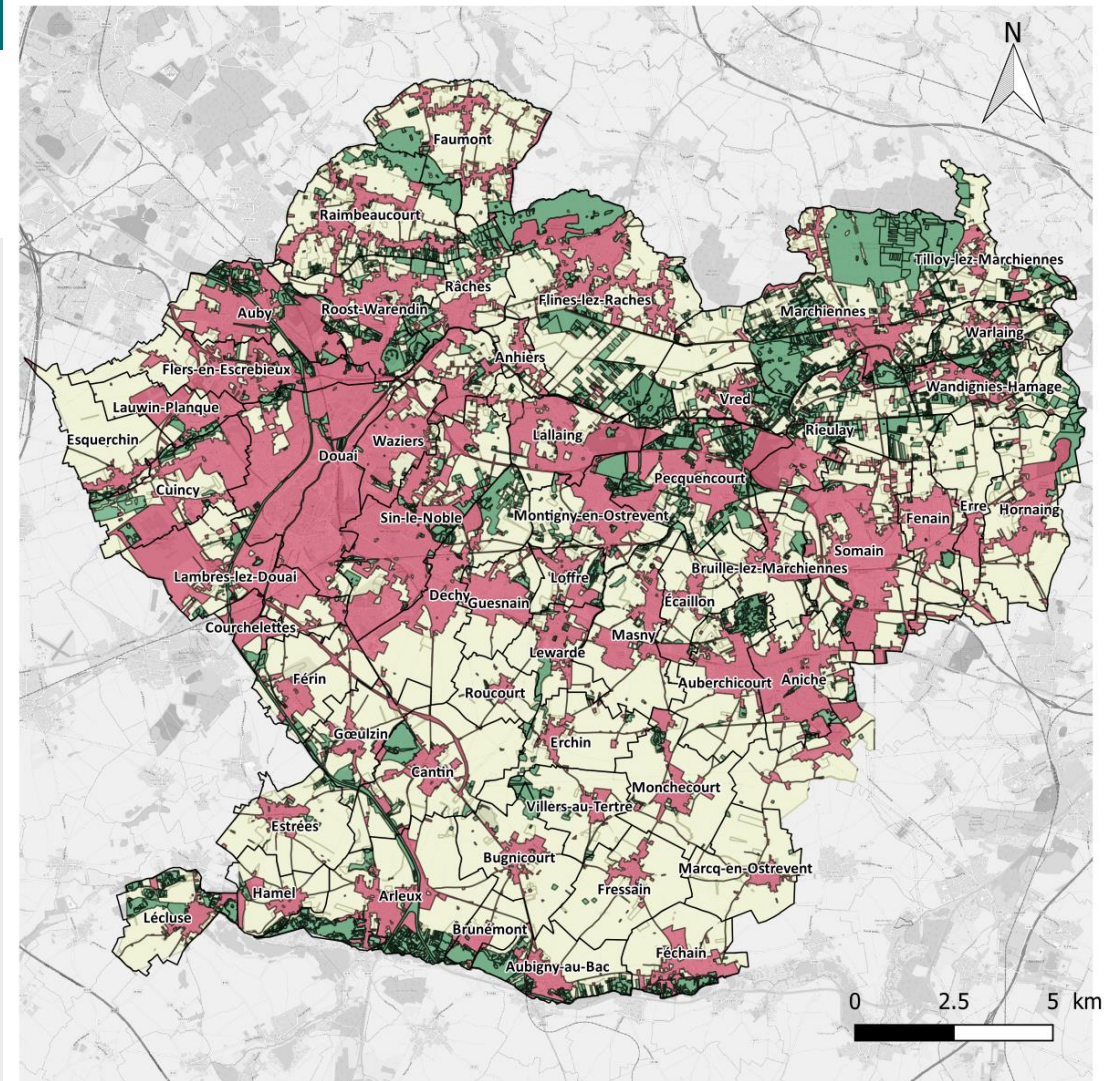 N
Faumont
Raimbeaucourt
Tilloy-lez-Marchiennes
Râches
Flines-lez-Raches
Auby
Roost-Warendin
Marchiennes
Warlaing
Anhiers
Flers-en-Escrebieux
Wandignies-Hamage
Vred
Lauwin-Planque
Rieulay
Esquerchin
Waziers
Lallaing
Douai
Pecquencourt
Cuincy
Erre
Hornaing
Sin-le-Noble
Montigny-en-Ostrevent
Fenain
Somain
Bruille-lez-Marchiennes
Lambres-lez-Douai
Loffre
Dechy
Guesnain
Écaillon
Courchelettes
Masny
Lewarde
Férin
Roucourt
Auberchicourt
Aniche
Gœulzin
Erchin
Cantin
Monchecourt
Villers-au-Tertre
Estrées
Bugnicourt
Marcq-en-Ostrevent
Fressain
Hamel
Arleux
Lécluse
Brunémont
Féchain
Aubigny-au-Bac
0 2.5 5 km